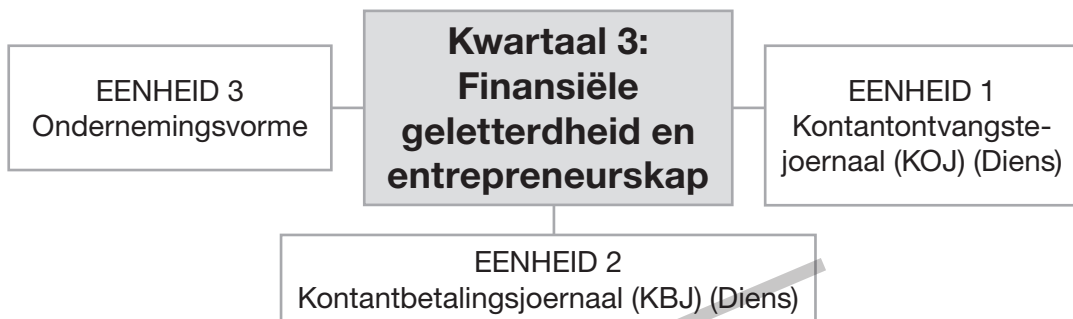 Kwartaal 3:
Finansiële
geletterdheid en
entrepreneurskap
EENHEID 1
Kontantontvangste-
joernaal (KOJ) (Diens)
EENHEID 2
Kontantbetalingsjoernaal (KBJ) (Diens)
EENHEID 3
Ondernemingsvorme